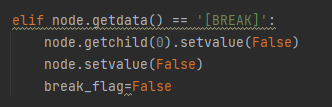 elif node.getdata() == '[BREAK]':
node.getchild(0).setvalue(False)
node.setvalue(False)
break_flag=False